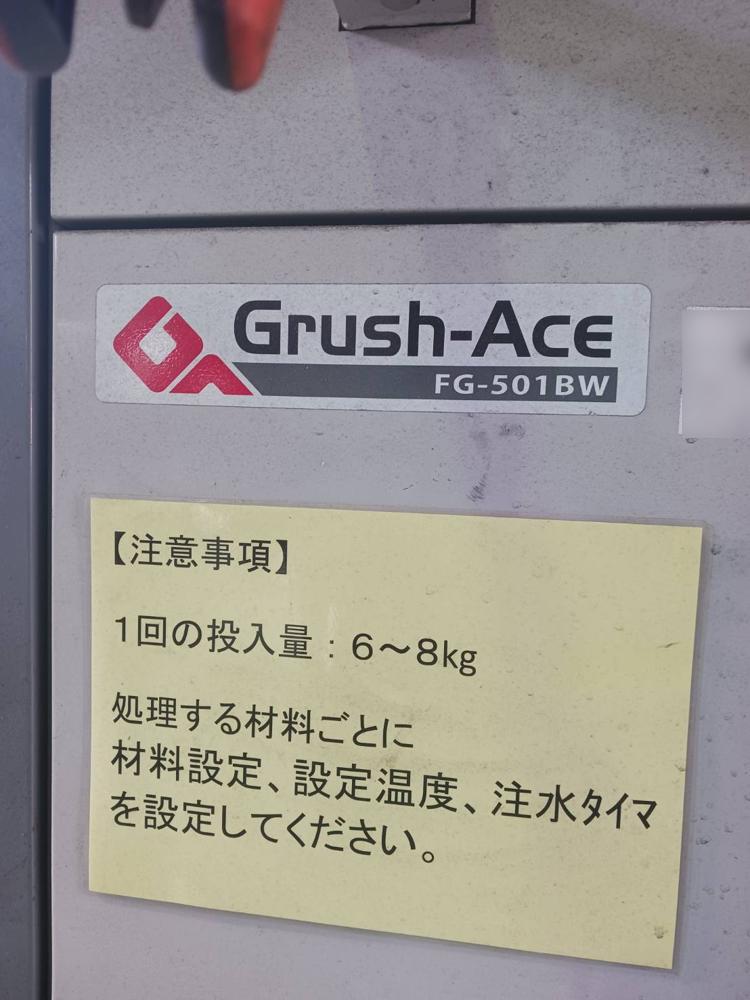 Grush-Ace
FG-501BW
【注意事項】
1回の投入量：6～8kg
処理する材料ごとに
材料設定、設定温度、注水タイマ
を設定してください。